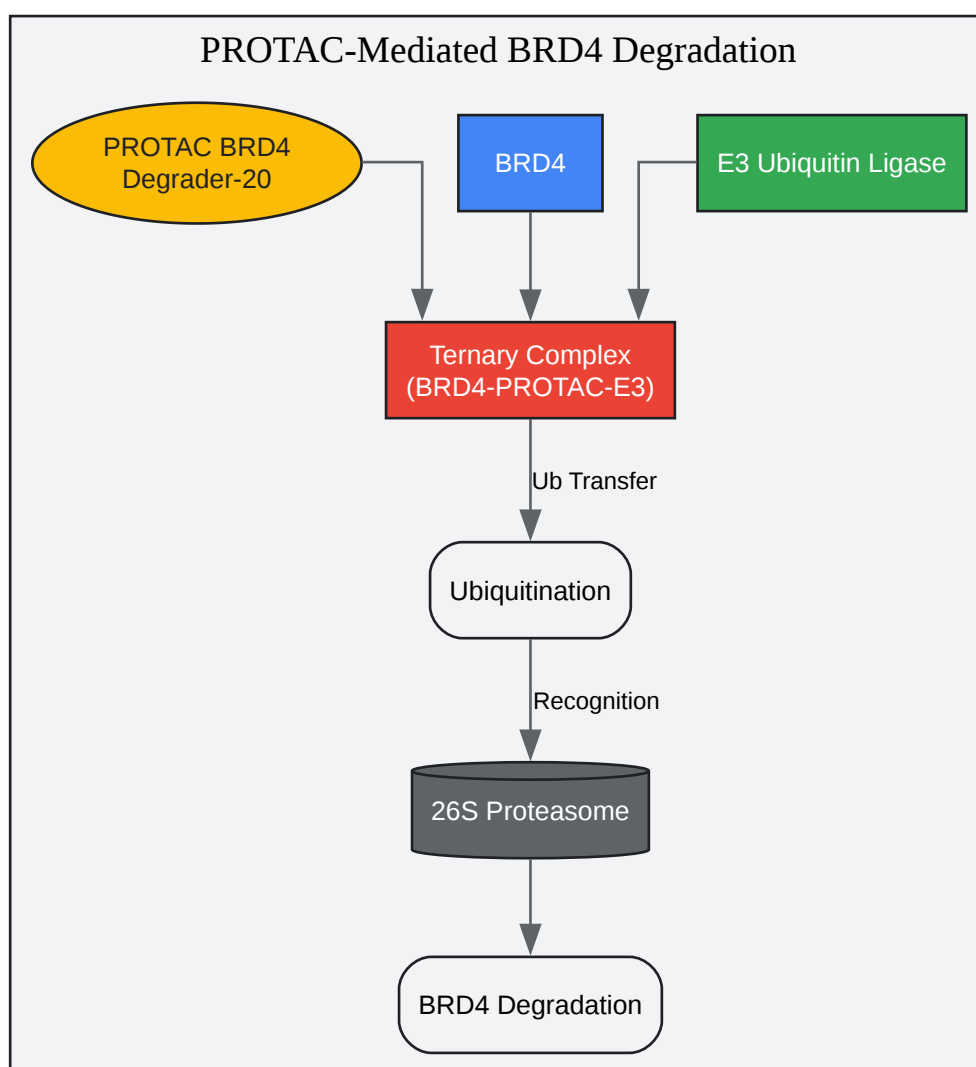 PROTAC-Mediated BRD4 Degradation
PROTAC BRD4
Degrader-20
BRD4
E3 Ubiquitin Ligase
Ternary Complex
(BRD4-PROTAC-E3)
Ub Transfer
Ubiquitination
Recognition
26S Proteasome
BRD4 Degradation